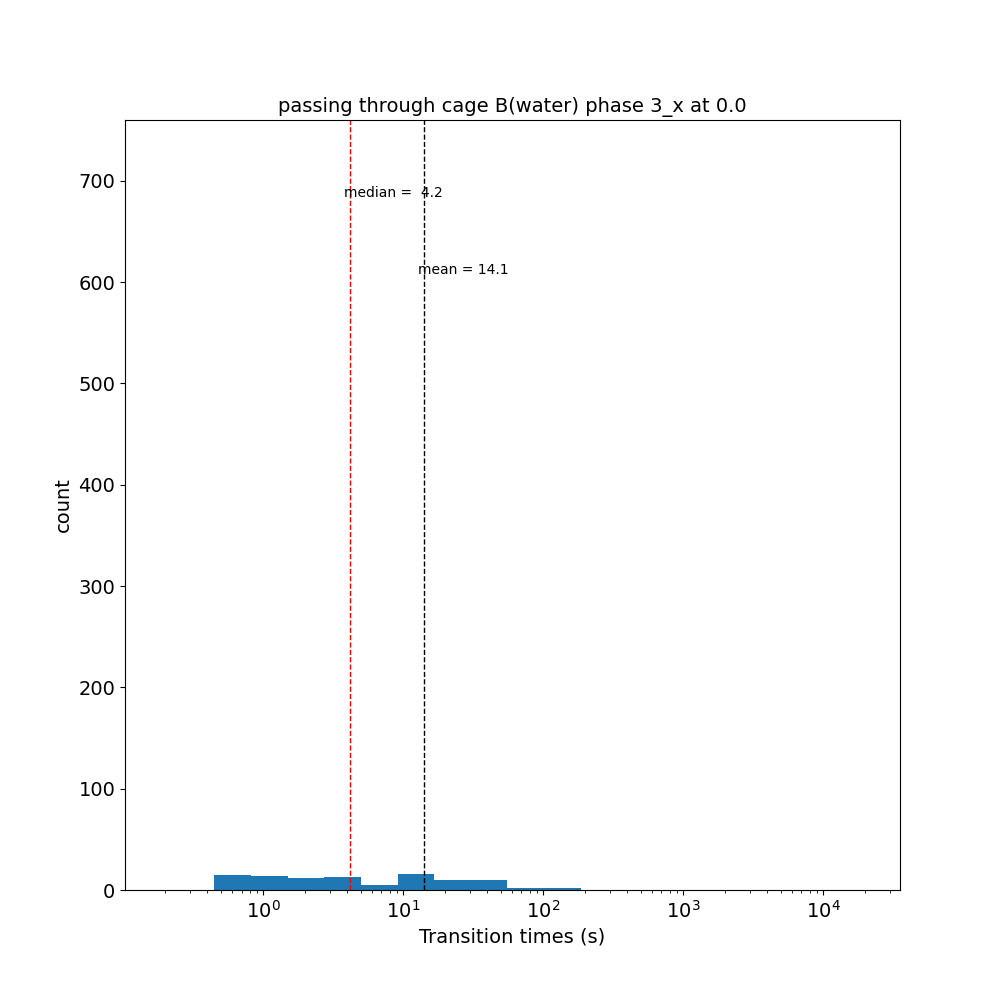 passing through cage B(water) phase 3_x at 0.0
700
median =  4.2
mean = 14.1
600
500
400
count
300
200
100
0
10⁰ 10¹ 10² 10³ 10⁴
Transition times (s)